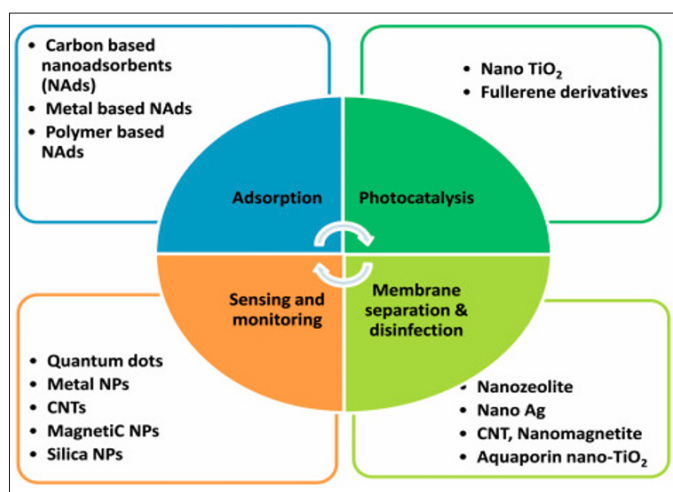 • Carbon based
nanoadsorbents
(NAds)
• Metal based NAds
• Polymer based
NAds
• Nano TiO₂
• Fullerene derivatives
Adsorption
Photocatalysis
Sensing and
monitoring
Membrane
separation &
disinfection
• Quantum dots
• Metal NPs
• CNTs
• MagnetiC NPs
• Silica NPs
• Nanozeolite
• Nano Ag
• CNT, Nanomagnetite
• Aquaporin nano-TiO₂